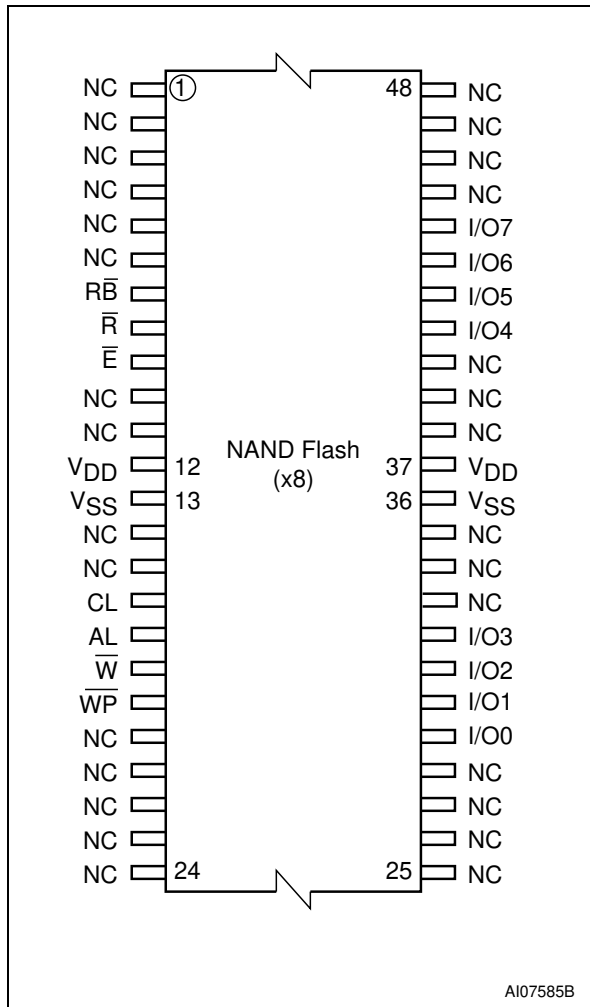 NC 1 48 NC
NC NC
NC NC
NC NC
NC I/O7
NC I/O6
RB̅ I/O5
R̅ I/O4
E̅ NC
NC NC
NC NC
NAND Flash
(x8)
VDD 12 37 VDD
VSS 13 36 VSS
NC NC
NC NC
CL NC
AL I/O3
W̅ I/O2
W̅P̅ I/O1
NC I/O0
NC NC
NC NC
NC NC
NC 24 25 NC
AI07585B